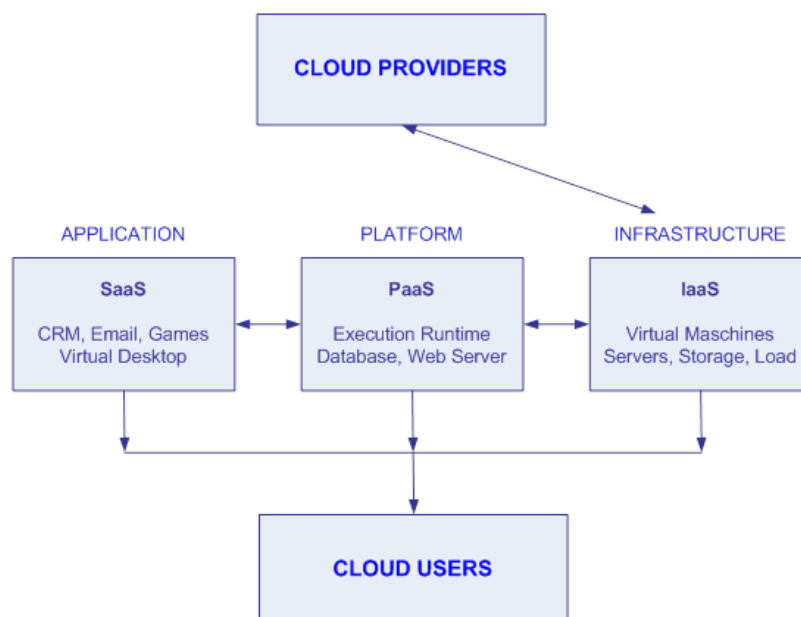 CLOUD PROVIDERS
APPLICATION
PLATFORM
INFRASTRUCTURE
SaaS
CRM, Email, Games
Virtual Desktop
PaaS
Execution Runtime
Database, Web Server
IaaS
Virtual Maschines
Servers, Storage, Load
CLOUD USERS